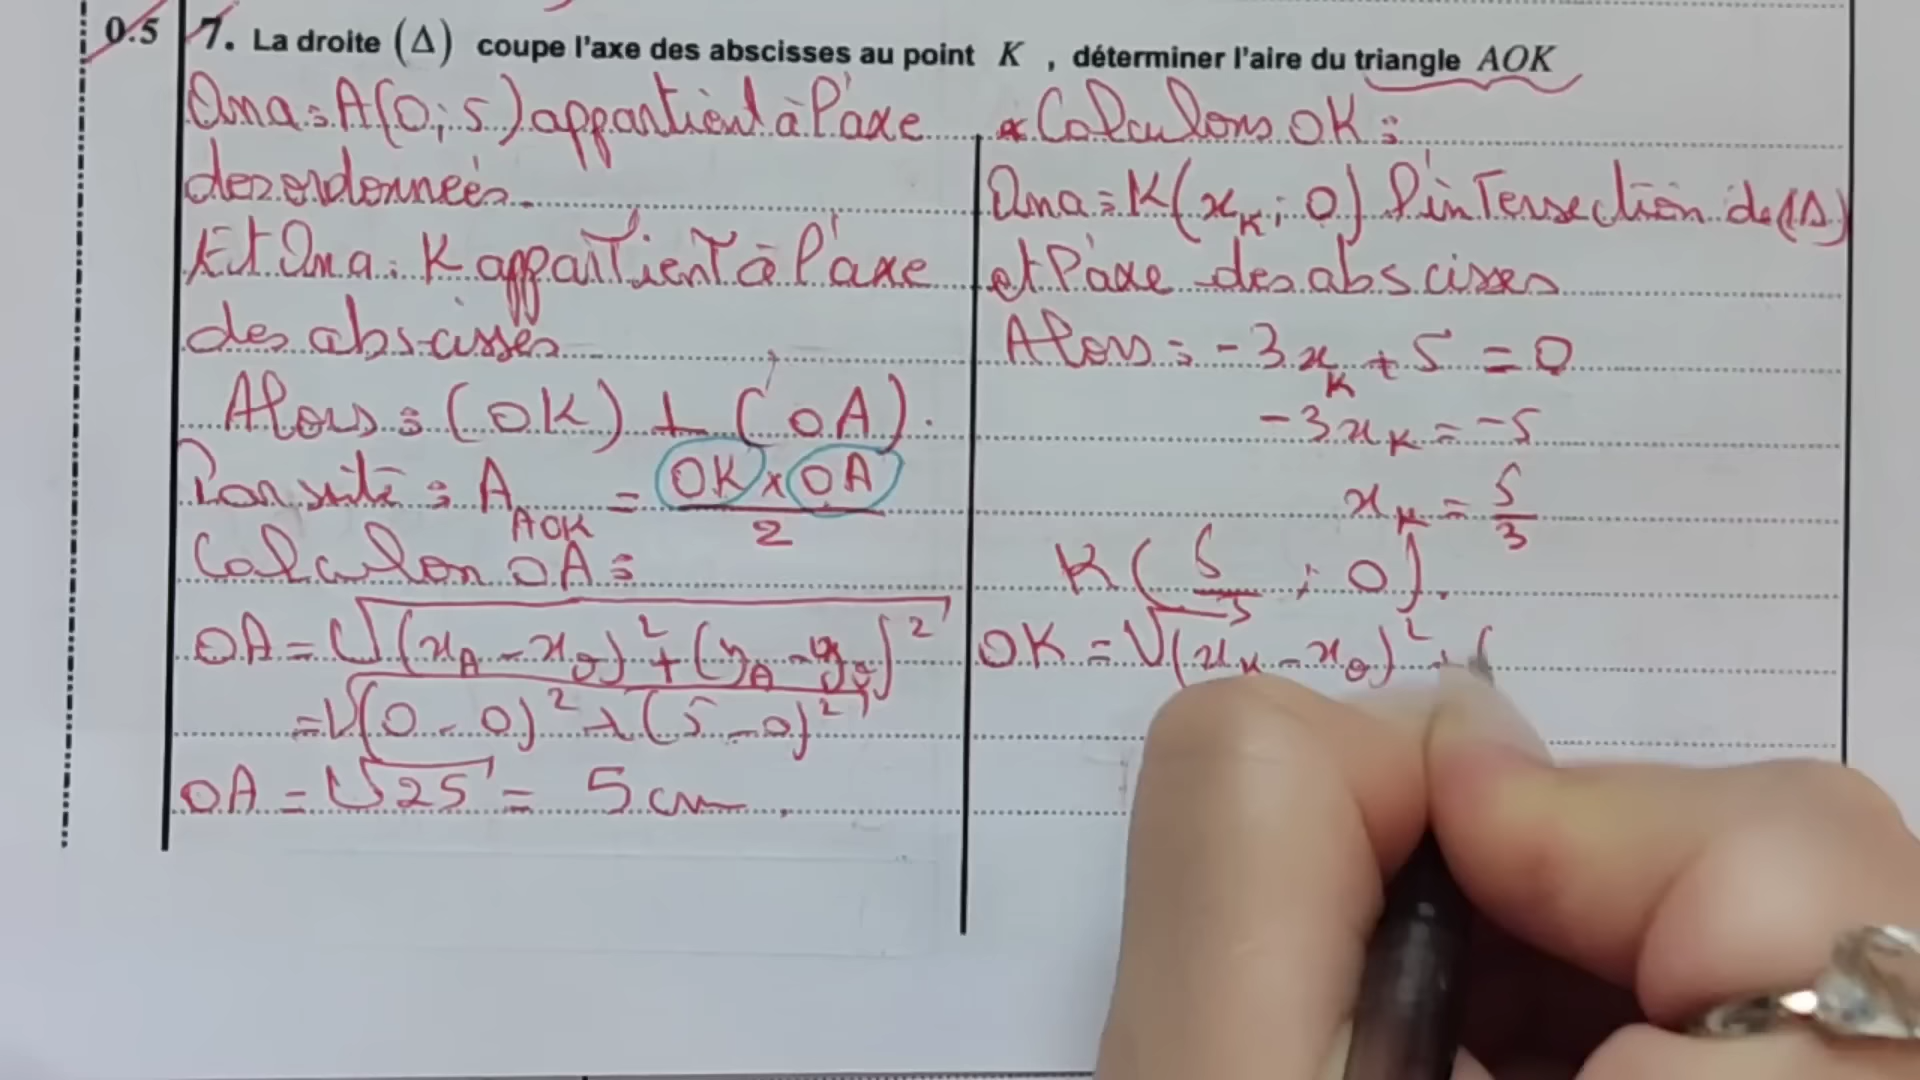 0.5 7. La droite (Δ) coupe l'axe des abscisses au point K , déterminer l'aire du triangle AOK
On a : A(0 ; 5) appartient à l'axe
des ordonnées.
Et On a : K appartient à l'axe
des abscisses
Alors : (OK) ⊥ (OA).
Par suite : A_AOK = (OK × OA)/2
Calculon OA :
OA = √((x_A - x_O)² + (y_A - y_O)²)
= √((0 - 0)² + (5 - 0)²)
OA = √25 = 5 cm.
* Calculons OK :
On a : K(x_K ; 0) l'intersection de (Δ)
et l'axe des abscisses
Alors : -3x_K + 5 = 0
-3x_K = -5
x_K = 5/3
K(5/3 ; 0).
OK = √(x_K - x_O)² + (